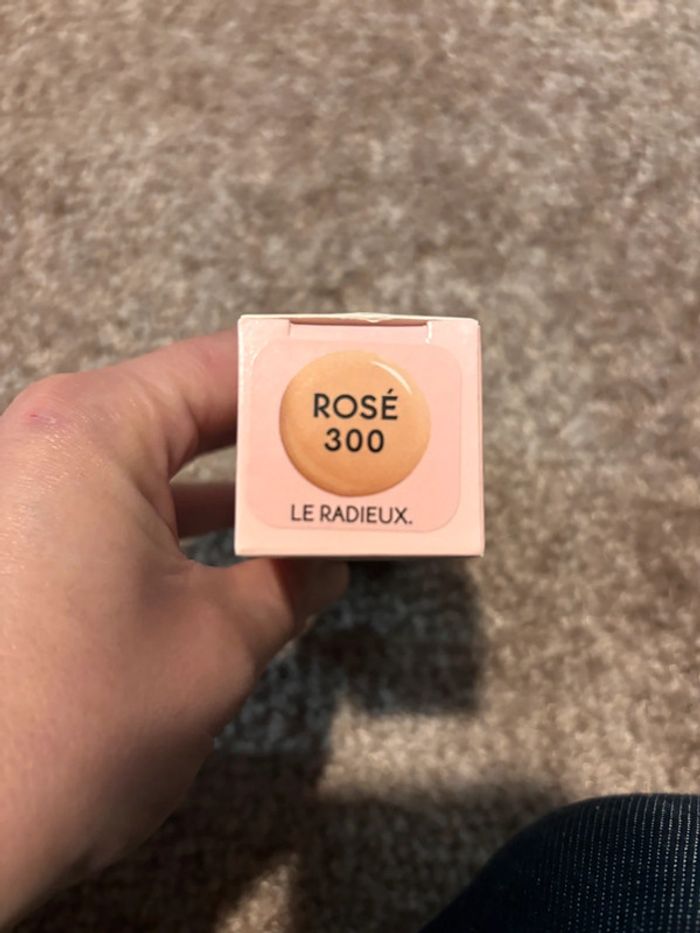 ROSÉ
300
LE RADIEUX.